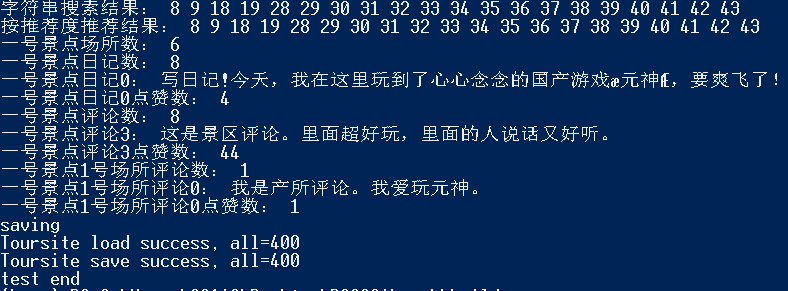 字符串搜索结果: 8 9 18 19 28 29 30 31 32 33 34 35 36 37 38 39 40 41 42 43
按推荐度推荐结果: 8 9 18 19 28 29 30 31 32 33 34 35 36 37 38 39 40 41 42 43
一号景点场所数: 6
一号景点日记数: 8
一号景点日记0: 写日记!今天，我在这里玩到了心心念念的国产游戏æ元神Æ，要爽飞了!
一号景点日记0点赞数: 4
一号景点评论数: 8
一号景点评论3: 这是景区评论。里面超好玩，里面的人说话又好听。
一号景点评论3点赞数: 44
一号景点1号场所评论数: 1
一号景点1号场所评论0: 我是产所评论。我爱玩元神。
一号景点1号场所评论0点赞数: 1
saving
Toursite load success, all=400
Toursite save success, all=400
test end